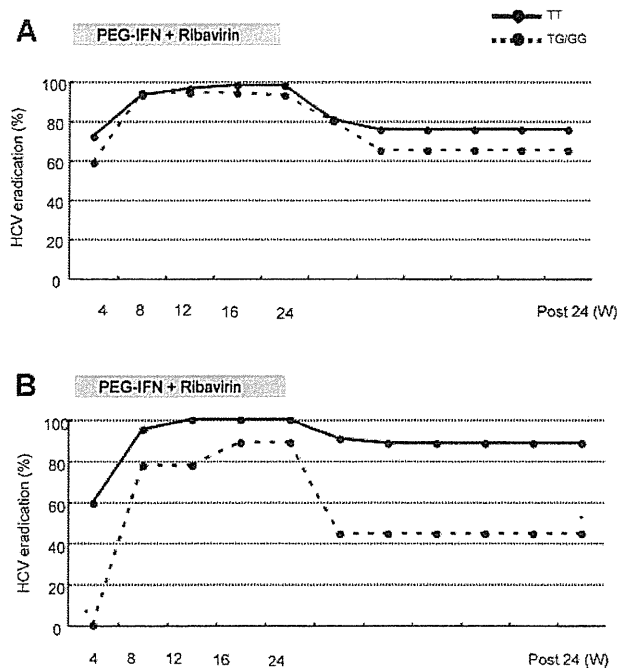 A
PEG-IFN + Ribavirin
TT
TG/GG
HCV eradication (%)
100
80
60
40
20
0
4 8 12 16 24 Post 24 (W)
B
PEG-IFN + Ribavirin
HCV eradication (%)
100
80
60
40
20
0
4 8 12 16 24 Post 24 (W)